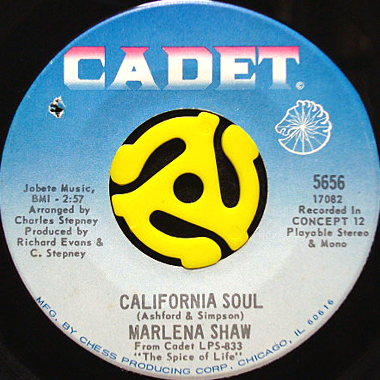 CADET
©
Jobete Music,
BMI - 2:57
Arranged by
Charles Stepney
Produced by
Richard Evans &
C. Stepney
5656
17082
Recorded In
CONCEPT 12
Playable Stereo
& Mono
CALIFORNIA SOUL
(Ashford & Simpson)
MARLENA SHAW
From Cadet LPS-833
"The Spice of Life"
MFG. BY CHESS PRODUCING CORP., CHICAGO, IL 60616